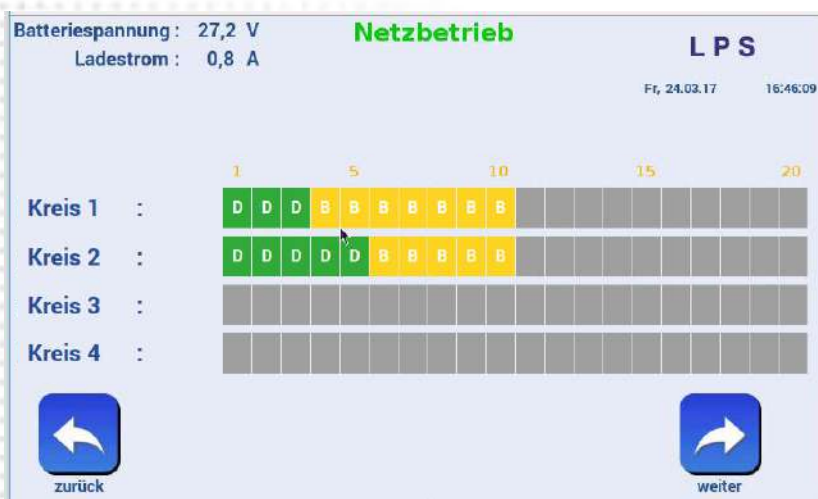 Batteriespannung : 27,2 V
Ladestrom : 0,8 A
Netzbetrieb
LPS
Fr, 24.03.17 16:46:09
1 5 10 15 20
Kreis 1 : D D D B B B B B B B
Kreis 2 : D D D D D B B B B B
Kreis 3 :
Kreis 4 :
zurück
weiter